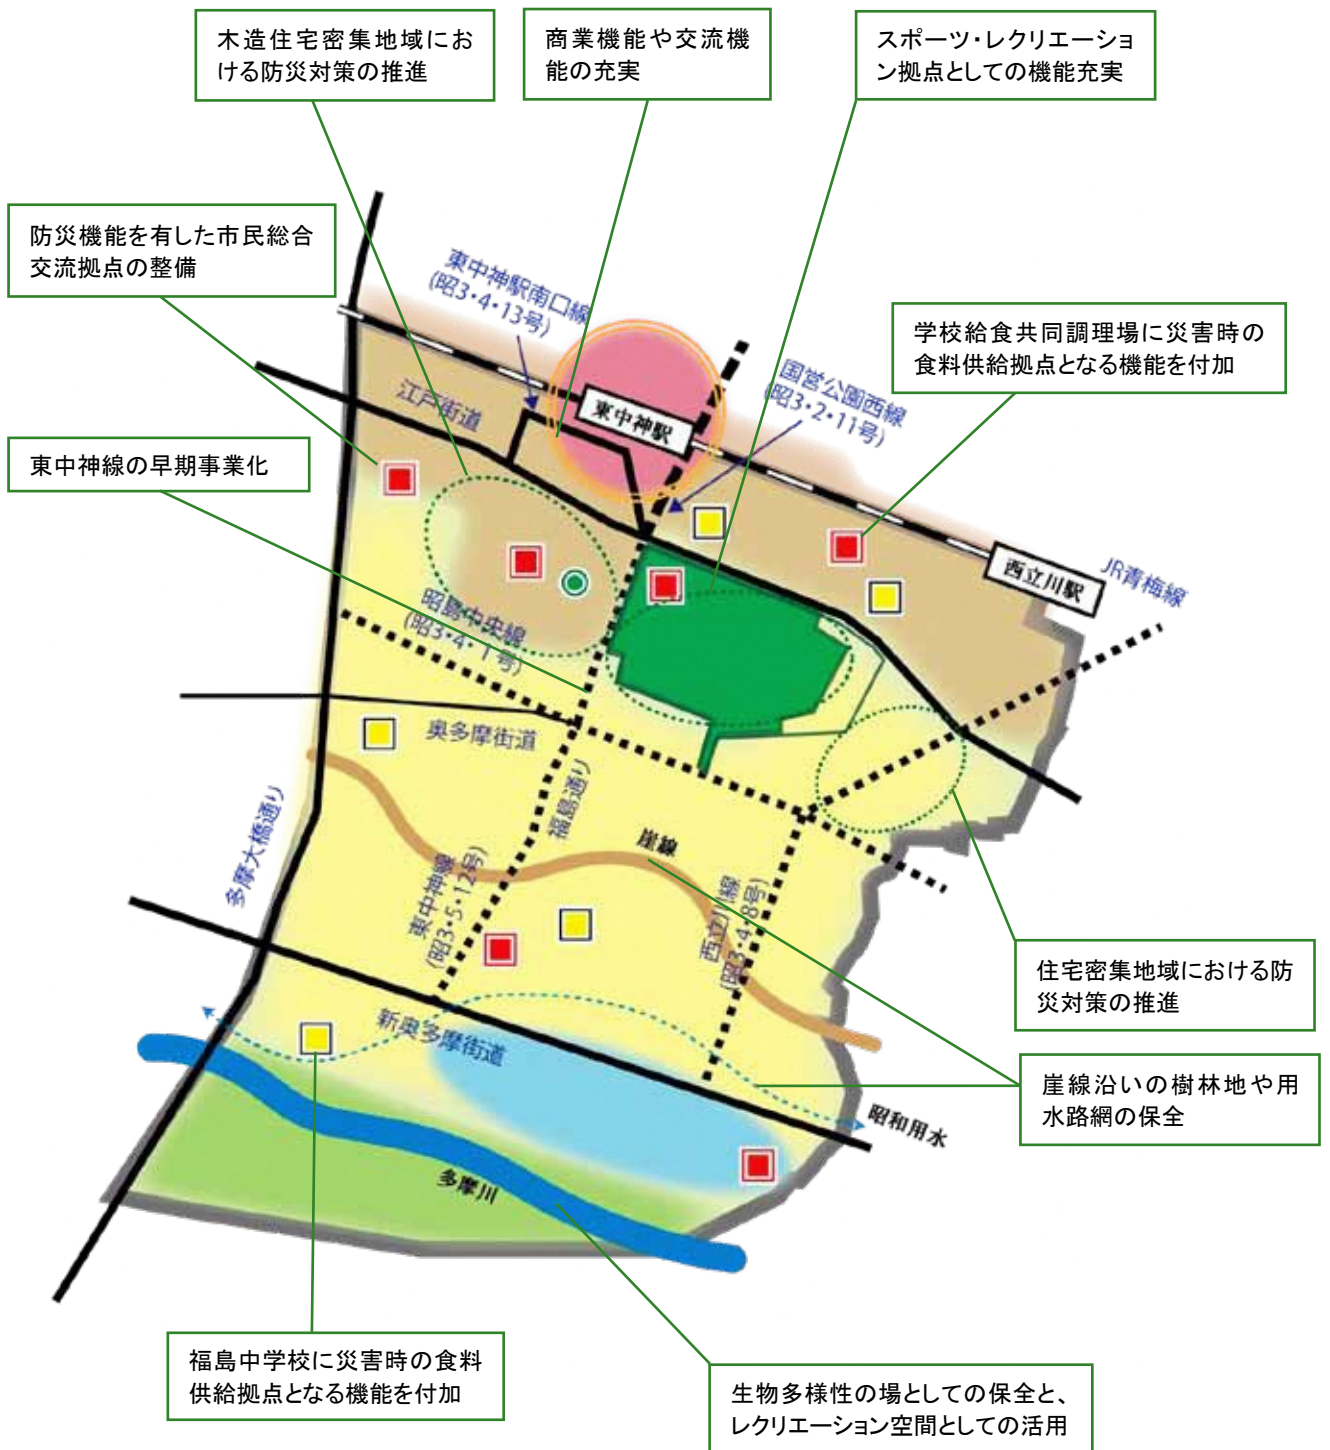 木造住宅密集地域にお
ける防災対策の推進
商業機能や交流機
能の充実
スポーツ・レクリエーショ
ン拠点としての機能充実
防災機能を有した市民総合
交流拠点の整備
東中神駅南口線
(昭3・4・13号)
学校給食共同調理場に災害時の
食料供給拠点となる機能を付加
国営公園西線
(昭3・2・11号)
江戸街道
東中神駅
東中神線の早期事業化
西立川駅
JR青梅線
昭島中央線
(昭3・4・1号)
奥多摩街道
福島通り
多摩大橋通り
崖線
東中神線
(昭3・5・12号)
西立川線
(昭3・4・8号)
住宅密集地域における防
災対策の推進
新奥多摩街道
崖線沿いの樹林地や用
水路網の保全
昭和用水
多摩川
福島中学校に災害時の食料
供給拠点となる機能を付加
生物多様性の場としての保全と、
レクリエーション空間としての活用